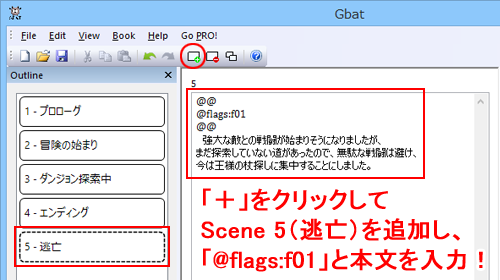 Gbat
File Edit View Book Help Go PRO!
Outline
1 - プロローグ
2 - 冒険の始まり
3 - ダンジョン探索中
4 - エンディング
5 - 逃亡
5
@@
@flags:f01
@@
強大な敵との戦闘が始まりそうになりましたが、
まだ探索していない道があったので、無駄な戦闘は避け、
今は王様の杖探しに集中することにしました。
「＋」をクリックして
Scene 5（逃亡）を追加し、
「@flags:f01」と本文を入力！